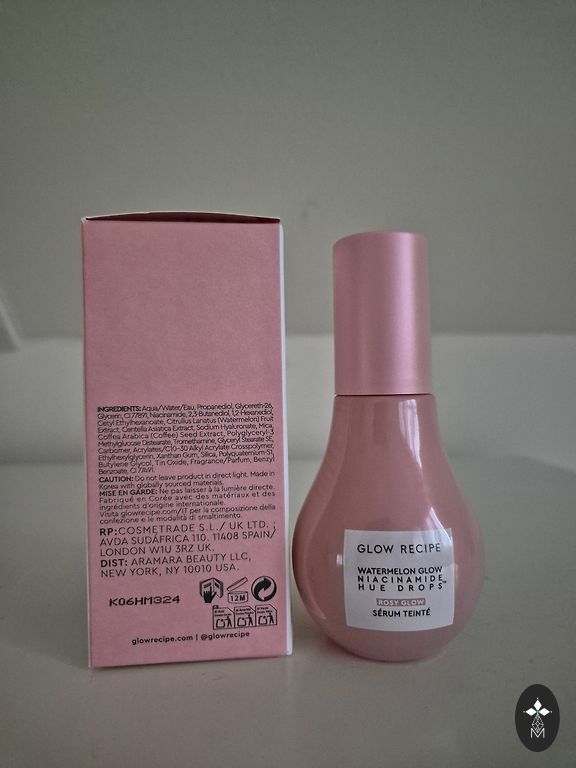 INGREDIENTS: Aqua/Water/Eau, Propanediol, Glycereth-26,
Glycerin, CI 77891, Niacinamide, 2,3-Butanediol, 1,2-Hexanediol,
Cetyl Ethylhexanoate, Citrullus Lanatus (Watermelon) Fruit
Extract, Centella Asiatica Extract, Sodium Hyaluronate, Mica,
Coffea Arabica (Coffee) Seed Extract, Polyglyceryl-3
Methylglucose Distearate, Tromethamine, Glyceryl Stearate SE,
Carbomer, Acrylates/C10-30 Alkyl Acrylate Crosspolymer,
Ethylhexylglycerin, Xanthan Gum, Silica, Polyquaternium-51,
Butylene Glycol, Tin Oxide, Fragrance/Parfum, Benzyl
Benzoate, CI 77491.
CAUTION: Do not leave product in direct light. Made in
Korea with globally sourced materials.
MISE EN GARDE: Ne pas laisser à la lumière directe.
Fabriqué en Corée avec des matériaux et des
ingrédients d'origine internationale.
Visita glowrecipe.com/IT per la composizione della
confezione e le modalità di smaltimento.
RP:COSMETRADE S.L./ UK LTD. ;
AVDA SUDÁFRICA 110. 11408 SPAIN/
LONDON W1U 3RZ UK.
DIST: ARAMARA BEAUTY LLC,
NEW YORK, NY 10010 USA.
K06HM324
12M
glowrecipe.com | @glowrecipe
GLOW RECIPE
WATERMELON GLOW
NIACINAMIDE
HUE DROPS™
ROSY GLOW
SÉRUM TEINTÉ
M